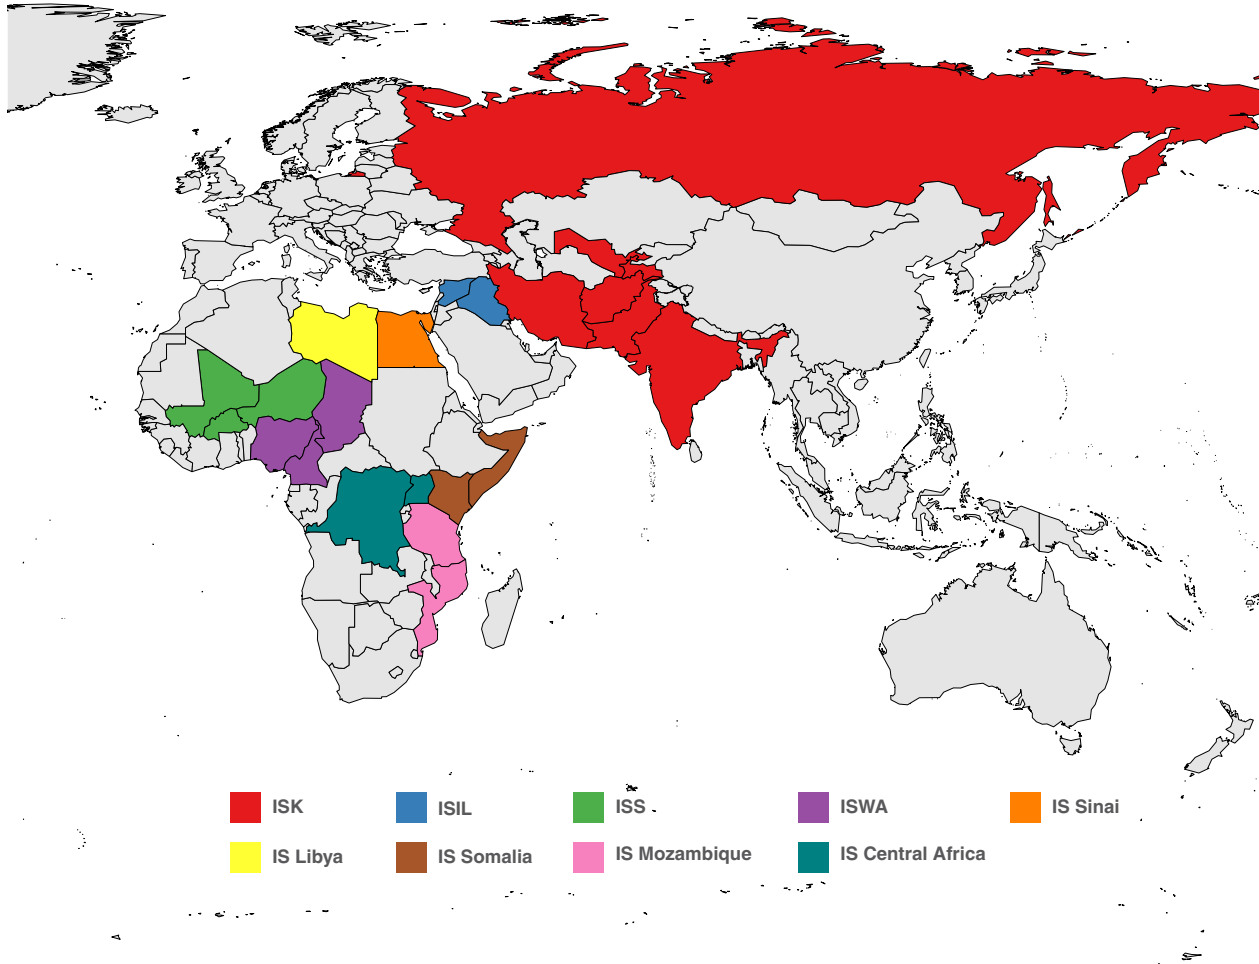 ISK
ISIL
ISS
ISWA
IS Sinai
IS Libya
IS Somalia
IS Mozambique
IS Central Africa